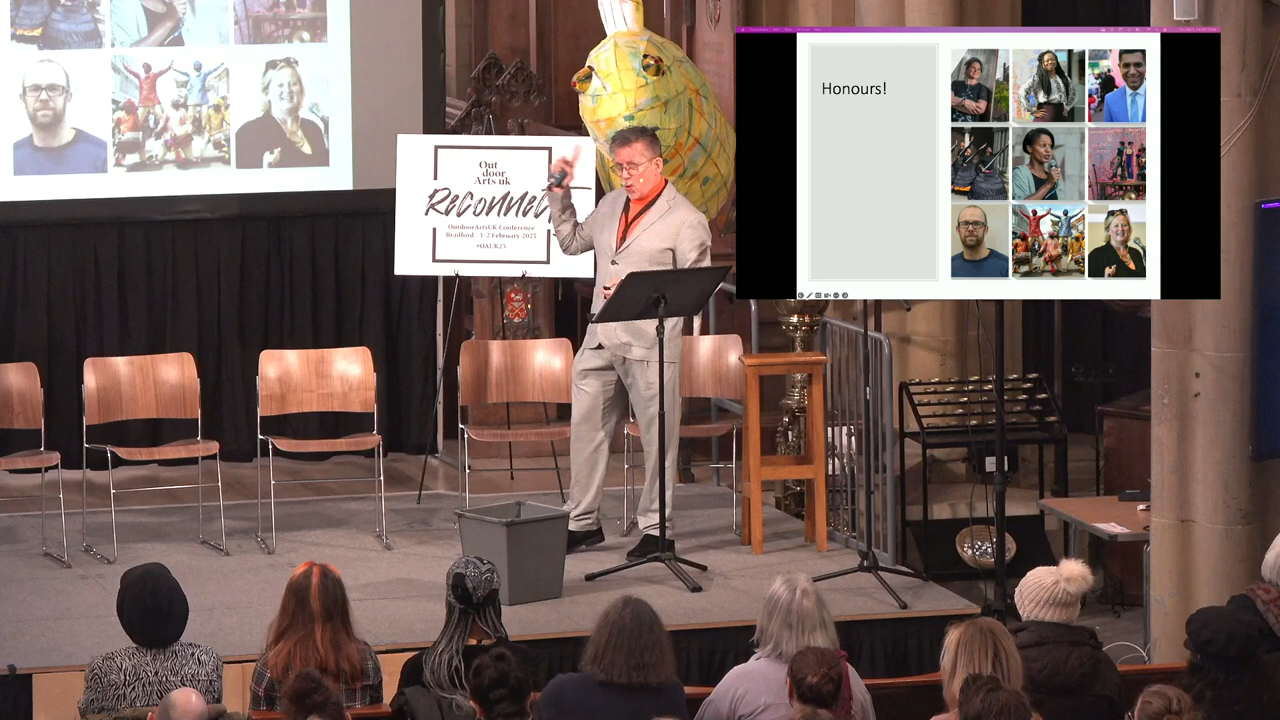 Out
door
Arts uk
Reconnect
OutdoorArtsUK Conference
Bradford · 1-2 February 2023
#OAUK23
Honours!